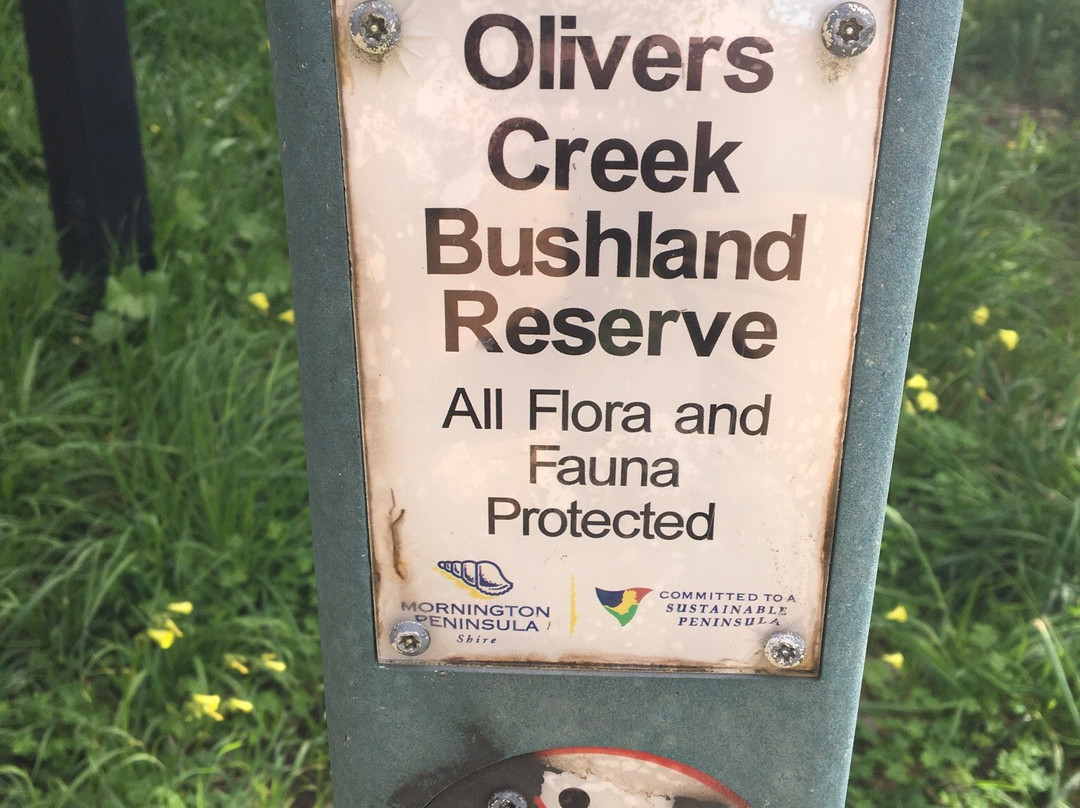 Olivers
Creek
Bushland
Reserve
All Flora and
Fauna
Protected
MORNINGTON
PENINSULA
Shire
COMMITTED TO A
SUSTAINABLE
PENINSULA